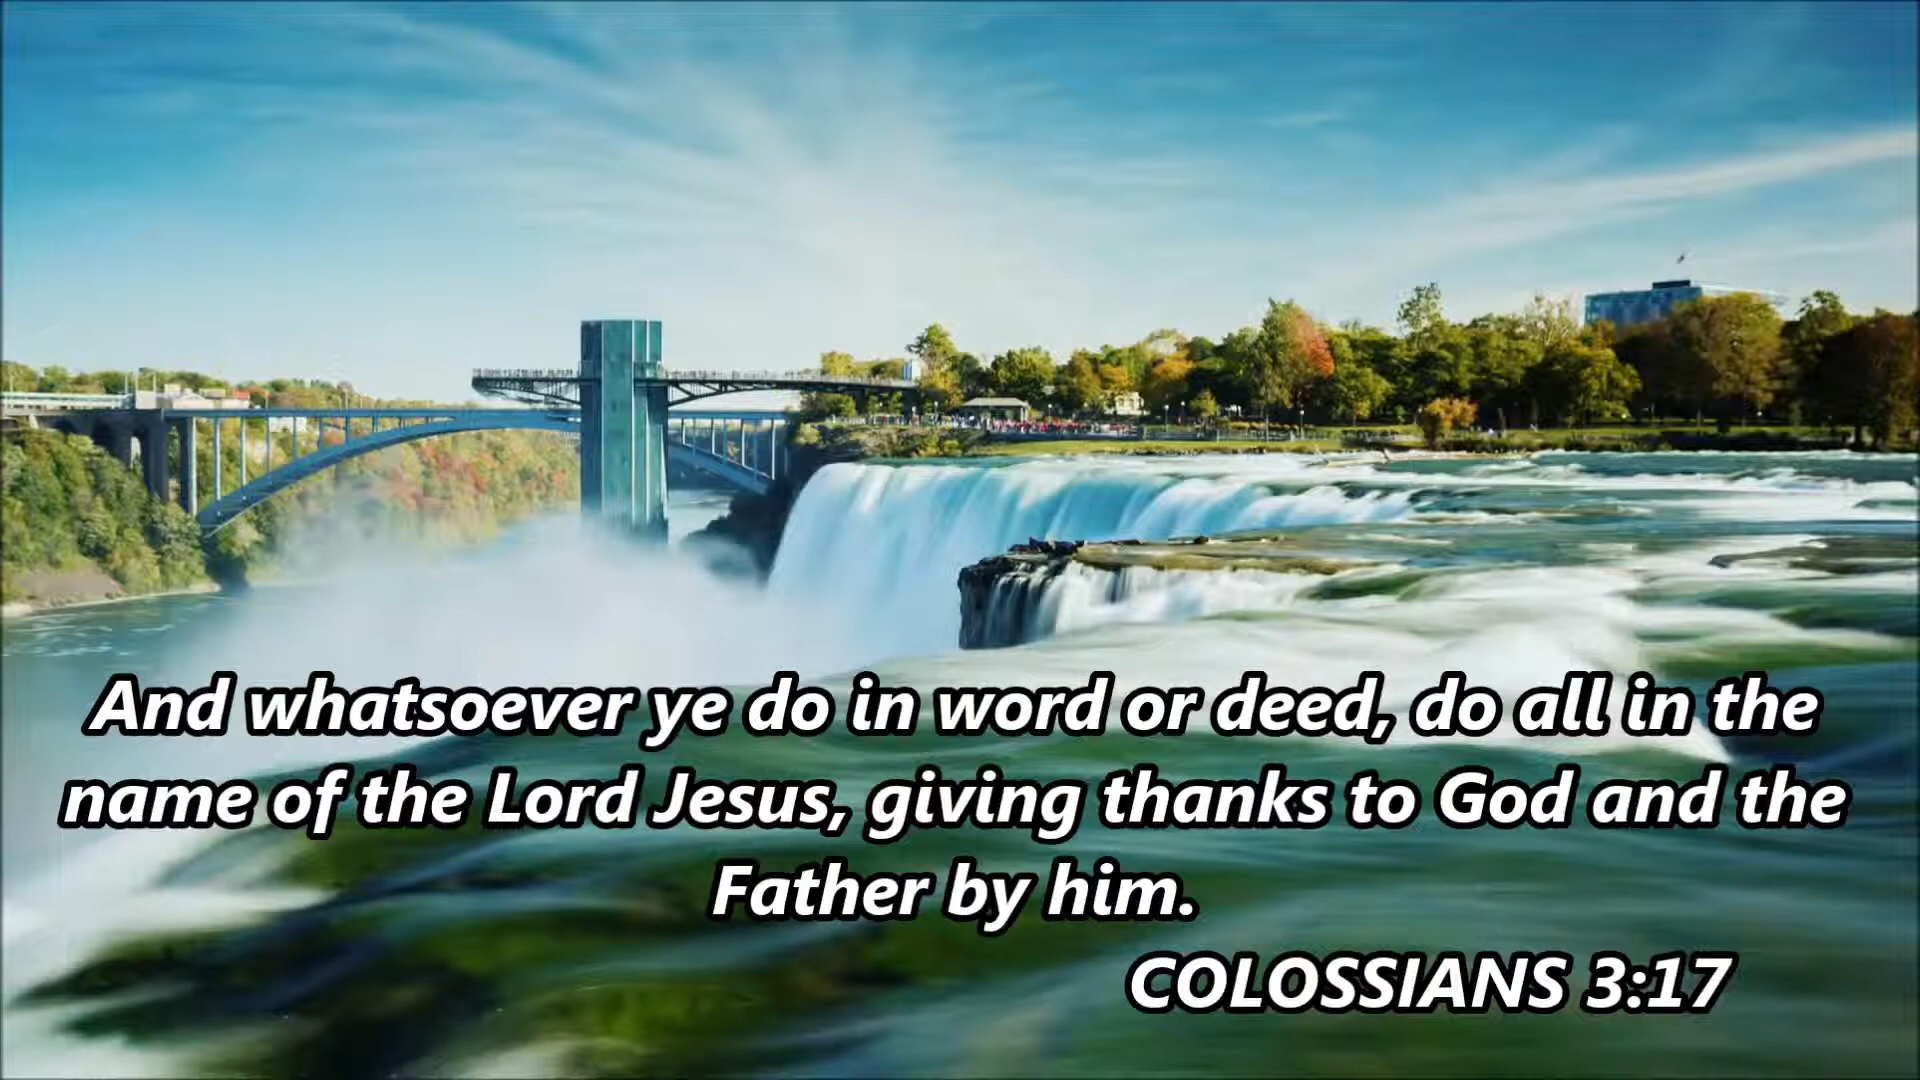 And whatsoever ye do in word or deed, do all in the
name of the Lord Jesus, giving thanks to God and the
Father by him.
COLOSSIANS 3:17